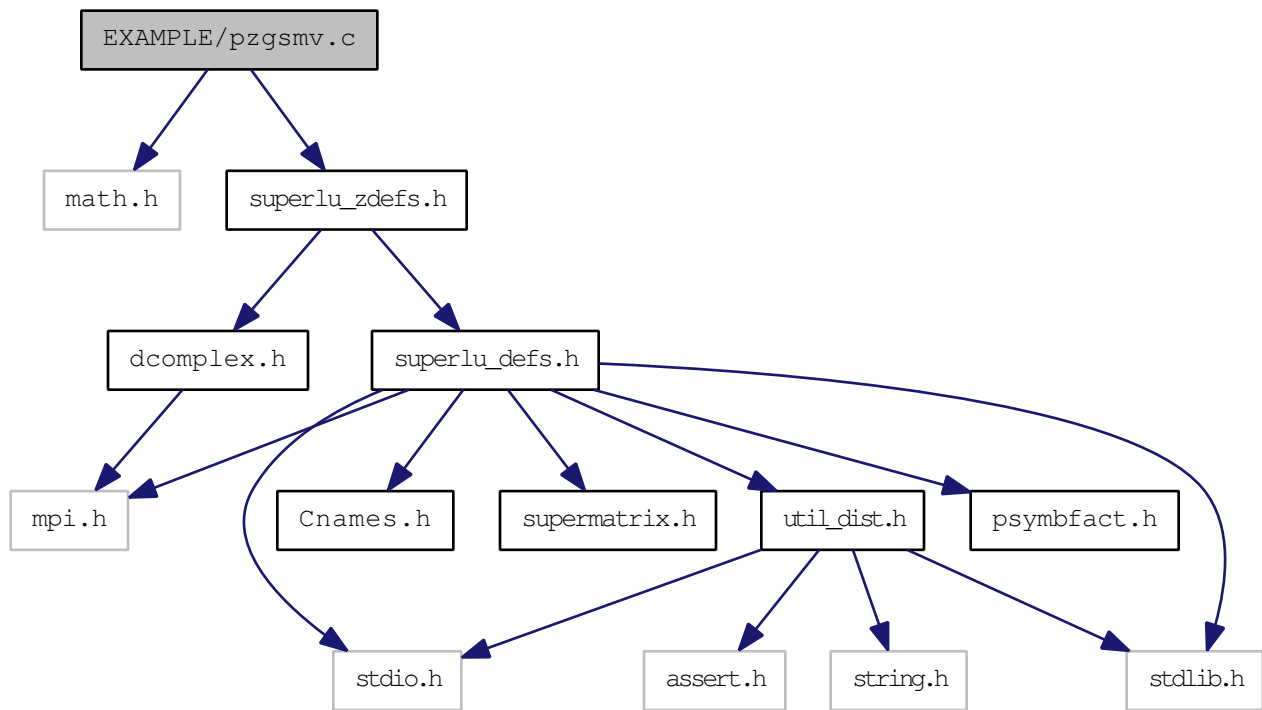 EXAMPLE/pzgsmv.c
math.h
superlu_zdefs.h
dcomplex.h
superlu_defs.h
mpi.h
Cnames.h
supermatrix.h
util_dist.h
psymbfact.h
stdio.h
assert.h
string.h
stdlib.h